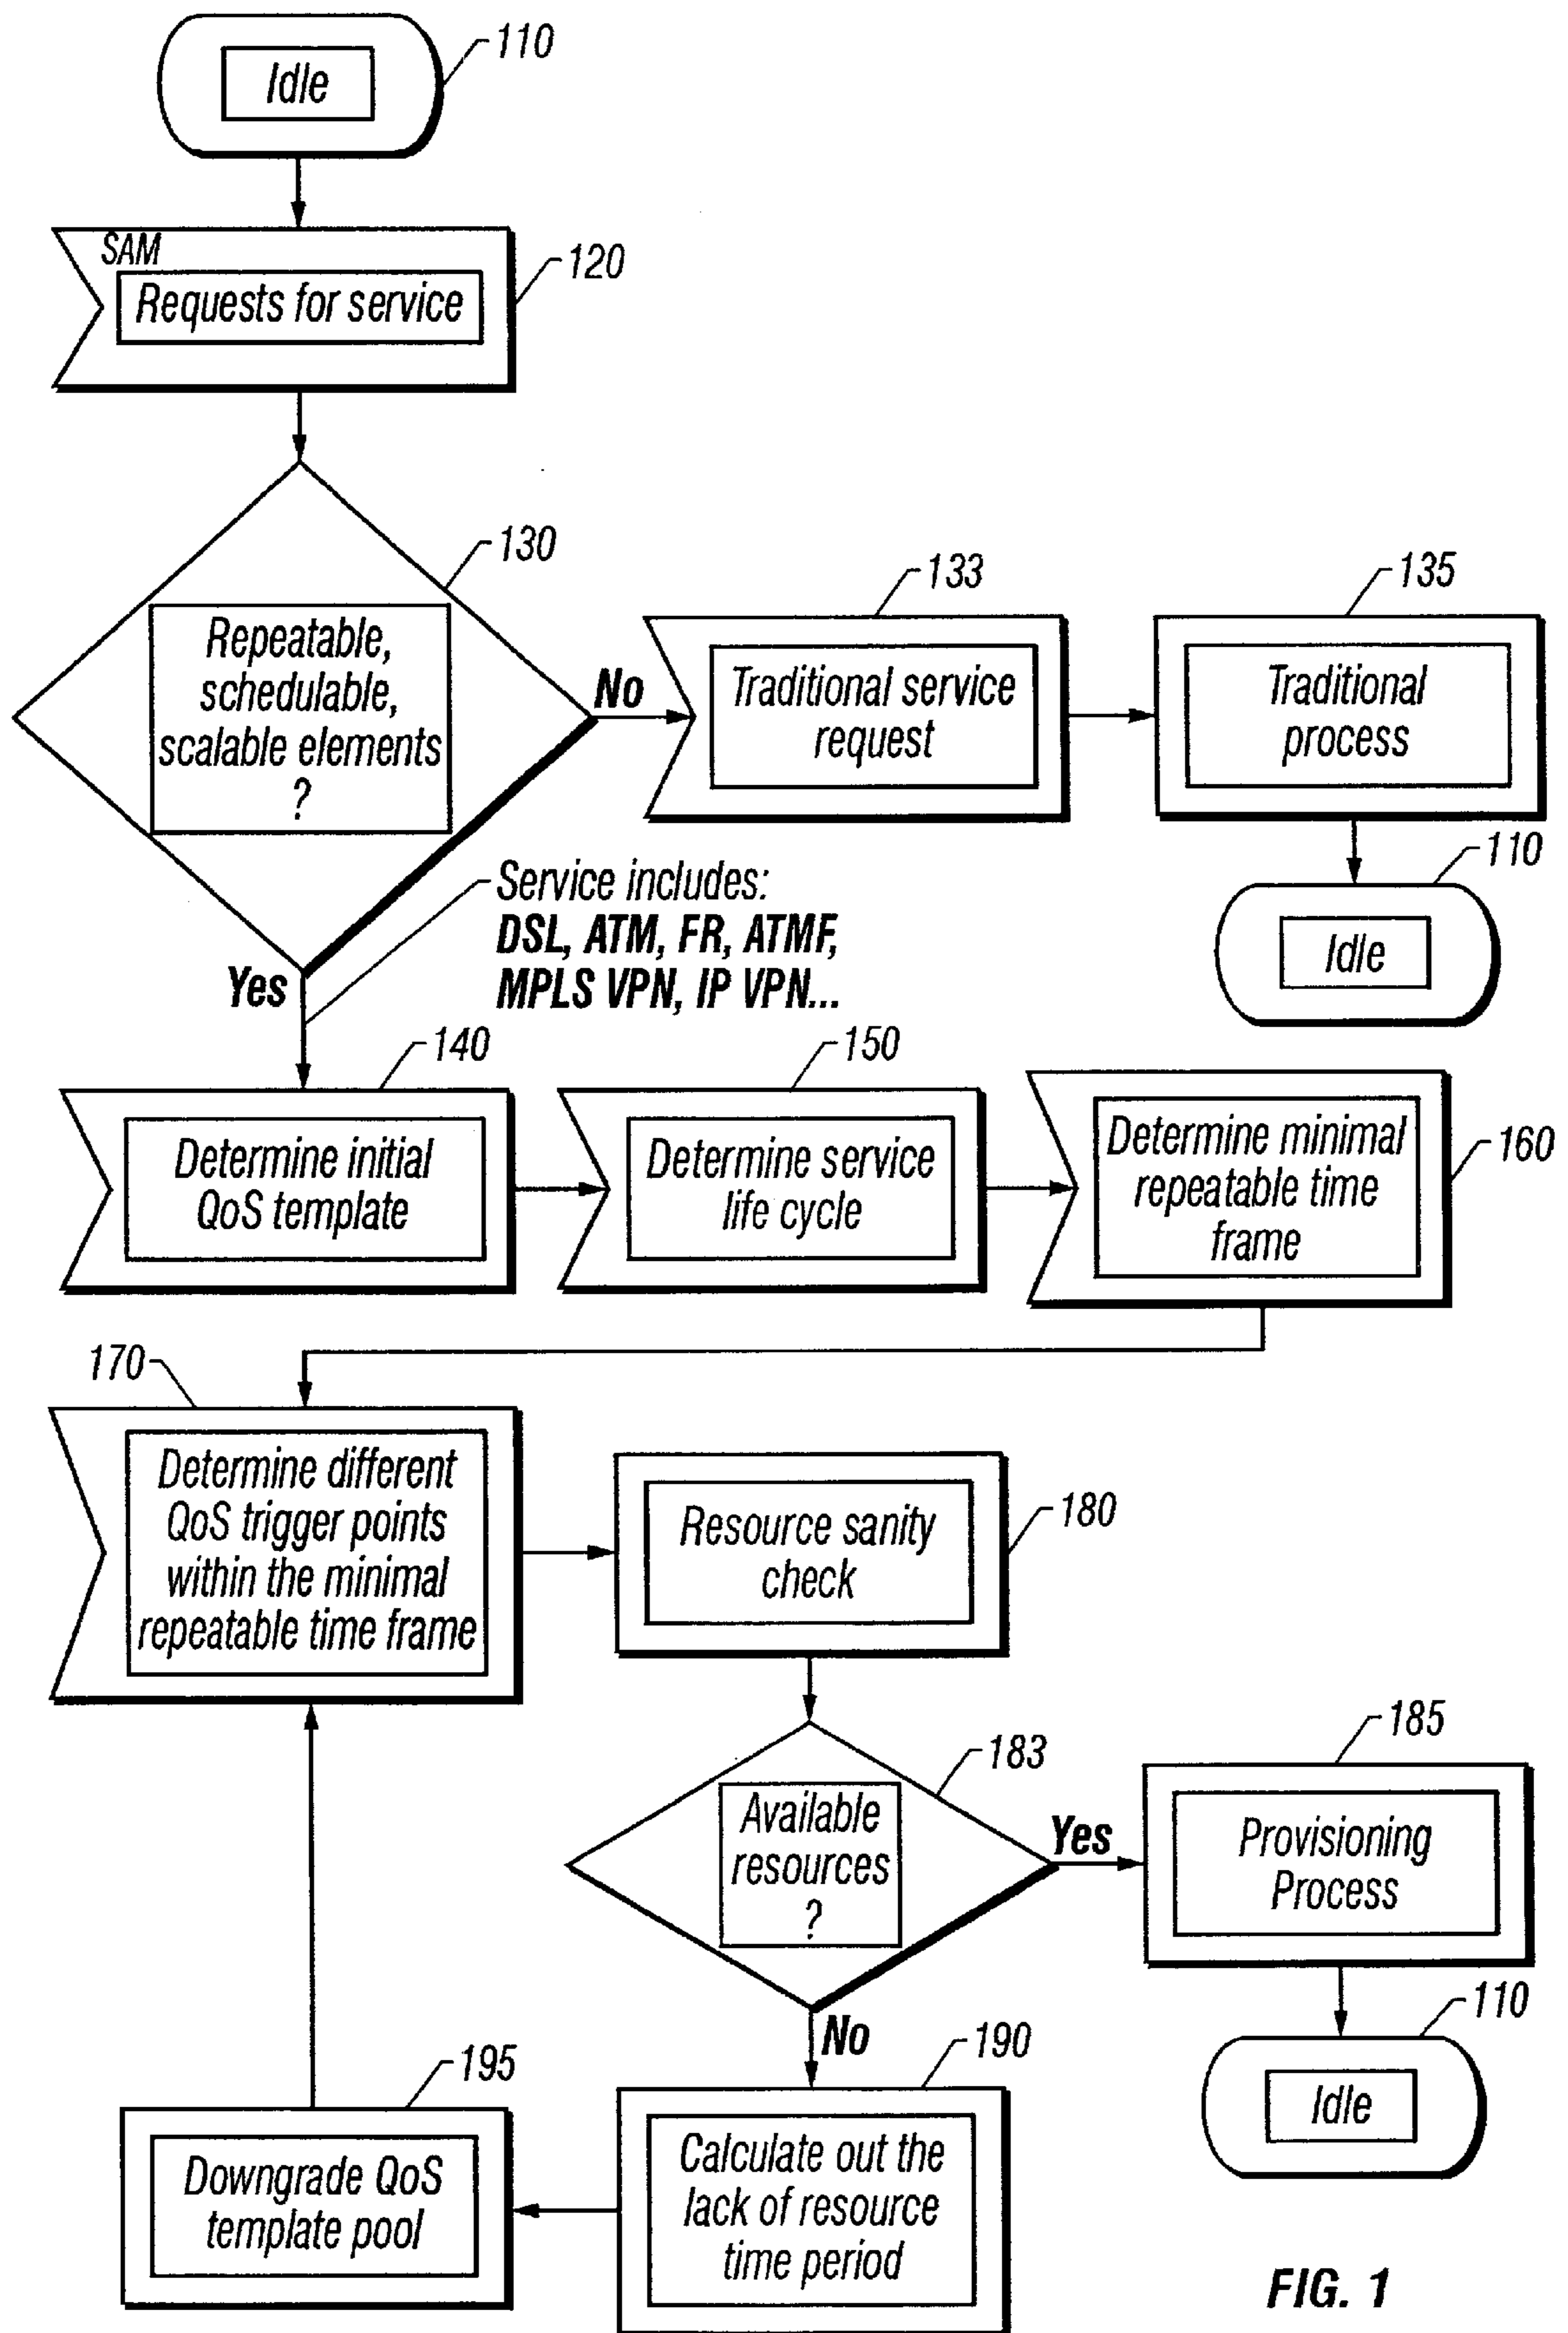 110
Idle
SAM
120
Requests for service
130
Repeatable,
schedulable,
scalable elements
?
No
133
Traditional service
request
135
Traditional
process
110
Idle
Service includes:
DSL, ATM, FR, ATMF,
MPLS VPN, IP VPN...
Yes
140
Determine initial
QoS template
150
Determine service
life cycle
160
Determine minimal
repeatable time
frame
170
Determine different
QoS trigger points
within the minimal
repeatable time frame
180
Resource sanity
check
183
Available
resources
?
Yes
185
Provisioning
Process
110
Idle
No
190
Calculate out the
lack of resource
time period
195
Downgrade QoS
template pool
FIG. 1